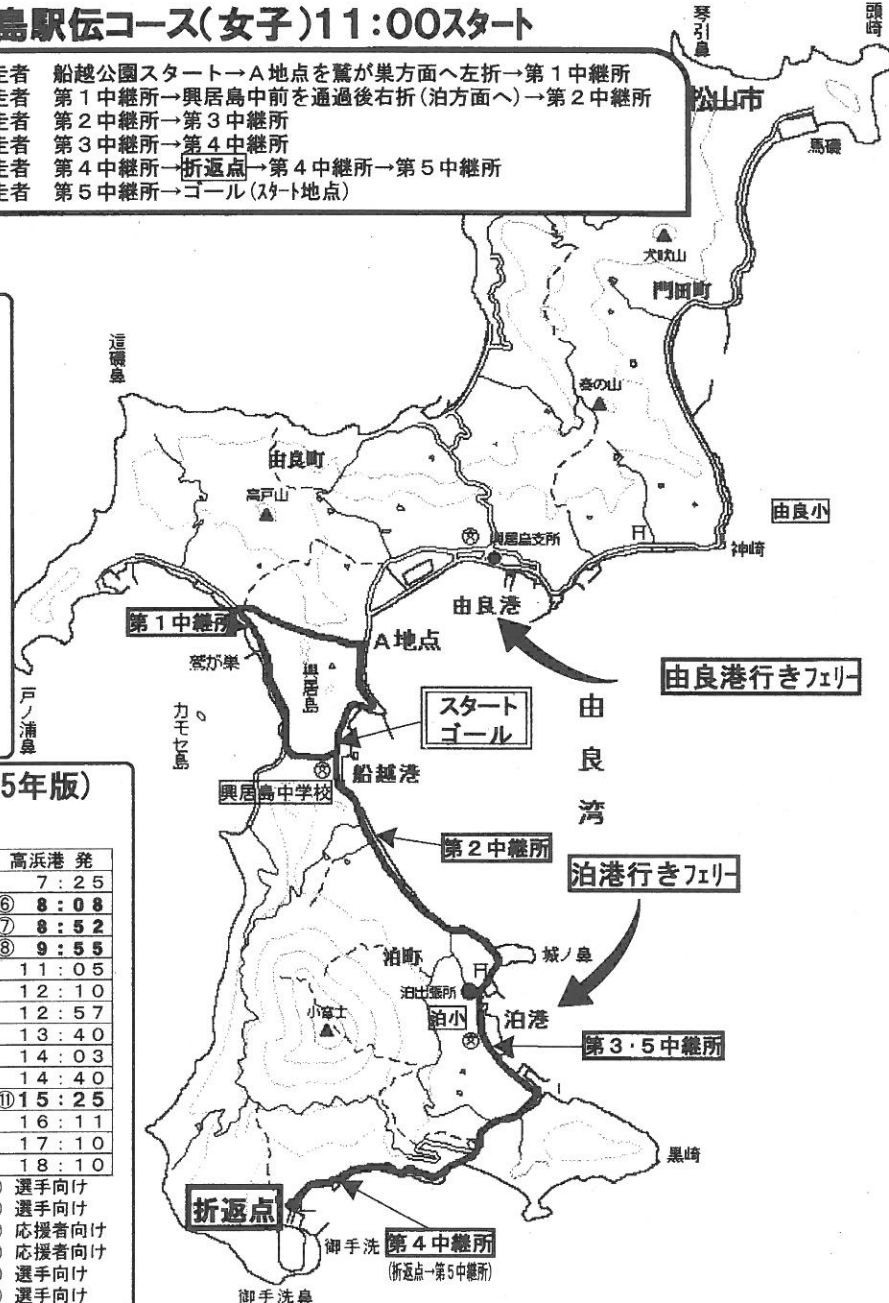 島駅伝コース(女子)11:00スタート
走者 船越公園スタート→A地点を鷲が巣方面へ左折→第1中継所
走者 第1中継所→興居島中前を通過後右折(泊方面へ)→第2中継所
走者 第2中継所→第3中継所
走者 第3中継所→第4中継所
走者 第4中継所→折返点→第4中継所→第5中継所
走者 第5中継所→ゴール(スタート地点)
琴引鼻
頭崎
松山市
馬磯
犬吠山
門田町
逗磯鼻
春の山
由良町
高戸山
由良小
興居島支所
神崎
由良港
第1中継所
A地点
鷲が巣
興居島
由良港行きフェリー
スタート
ゴール
由良湾
戸ノ浦鼻
カモセ島
船越港
興居島中学校
5年版)
第2中継所
泊港行きフェリー
高浜港 発
7:25
⑥ 8:08
⑦ 8:52
⑧ 9:55
11:05
12:10
12:57
13:40
14:03
14:40
⑪15:25
16:11
17:10
18:10
) 選手向け
) 選手向け
) 応援者向け
) 応援者向け
) 選手向け
) 選手向け
泊町
城ノ鼻
泊出張所
泊小
泊港
小富士
第3・5中継所
黒崎
折返点
御手洗
第4中継所
(折返点→第5中継所)
御手洗鼻